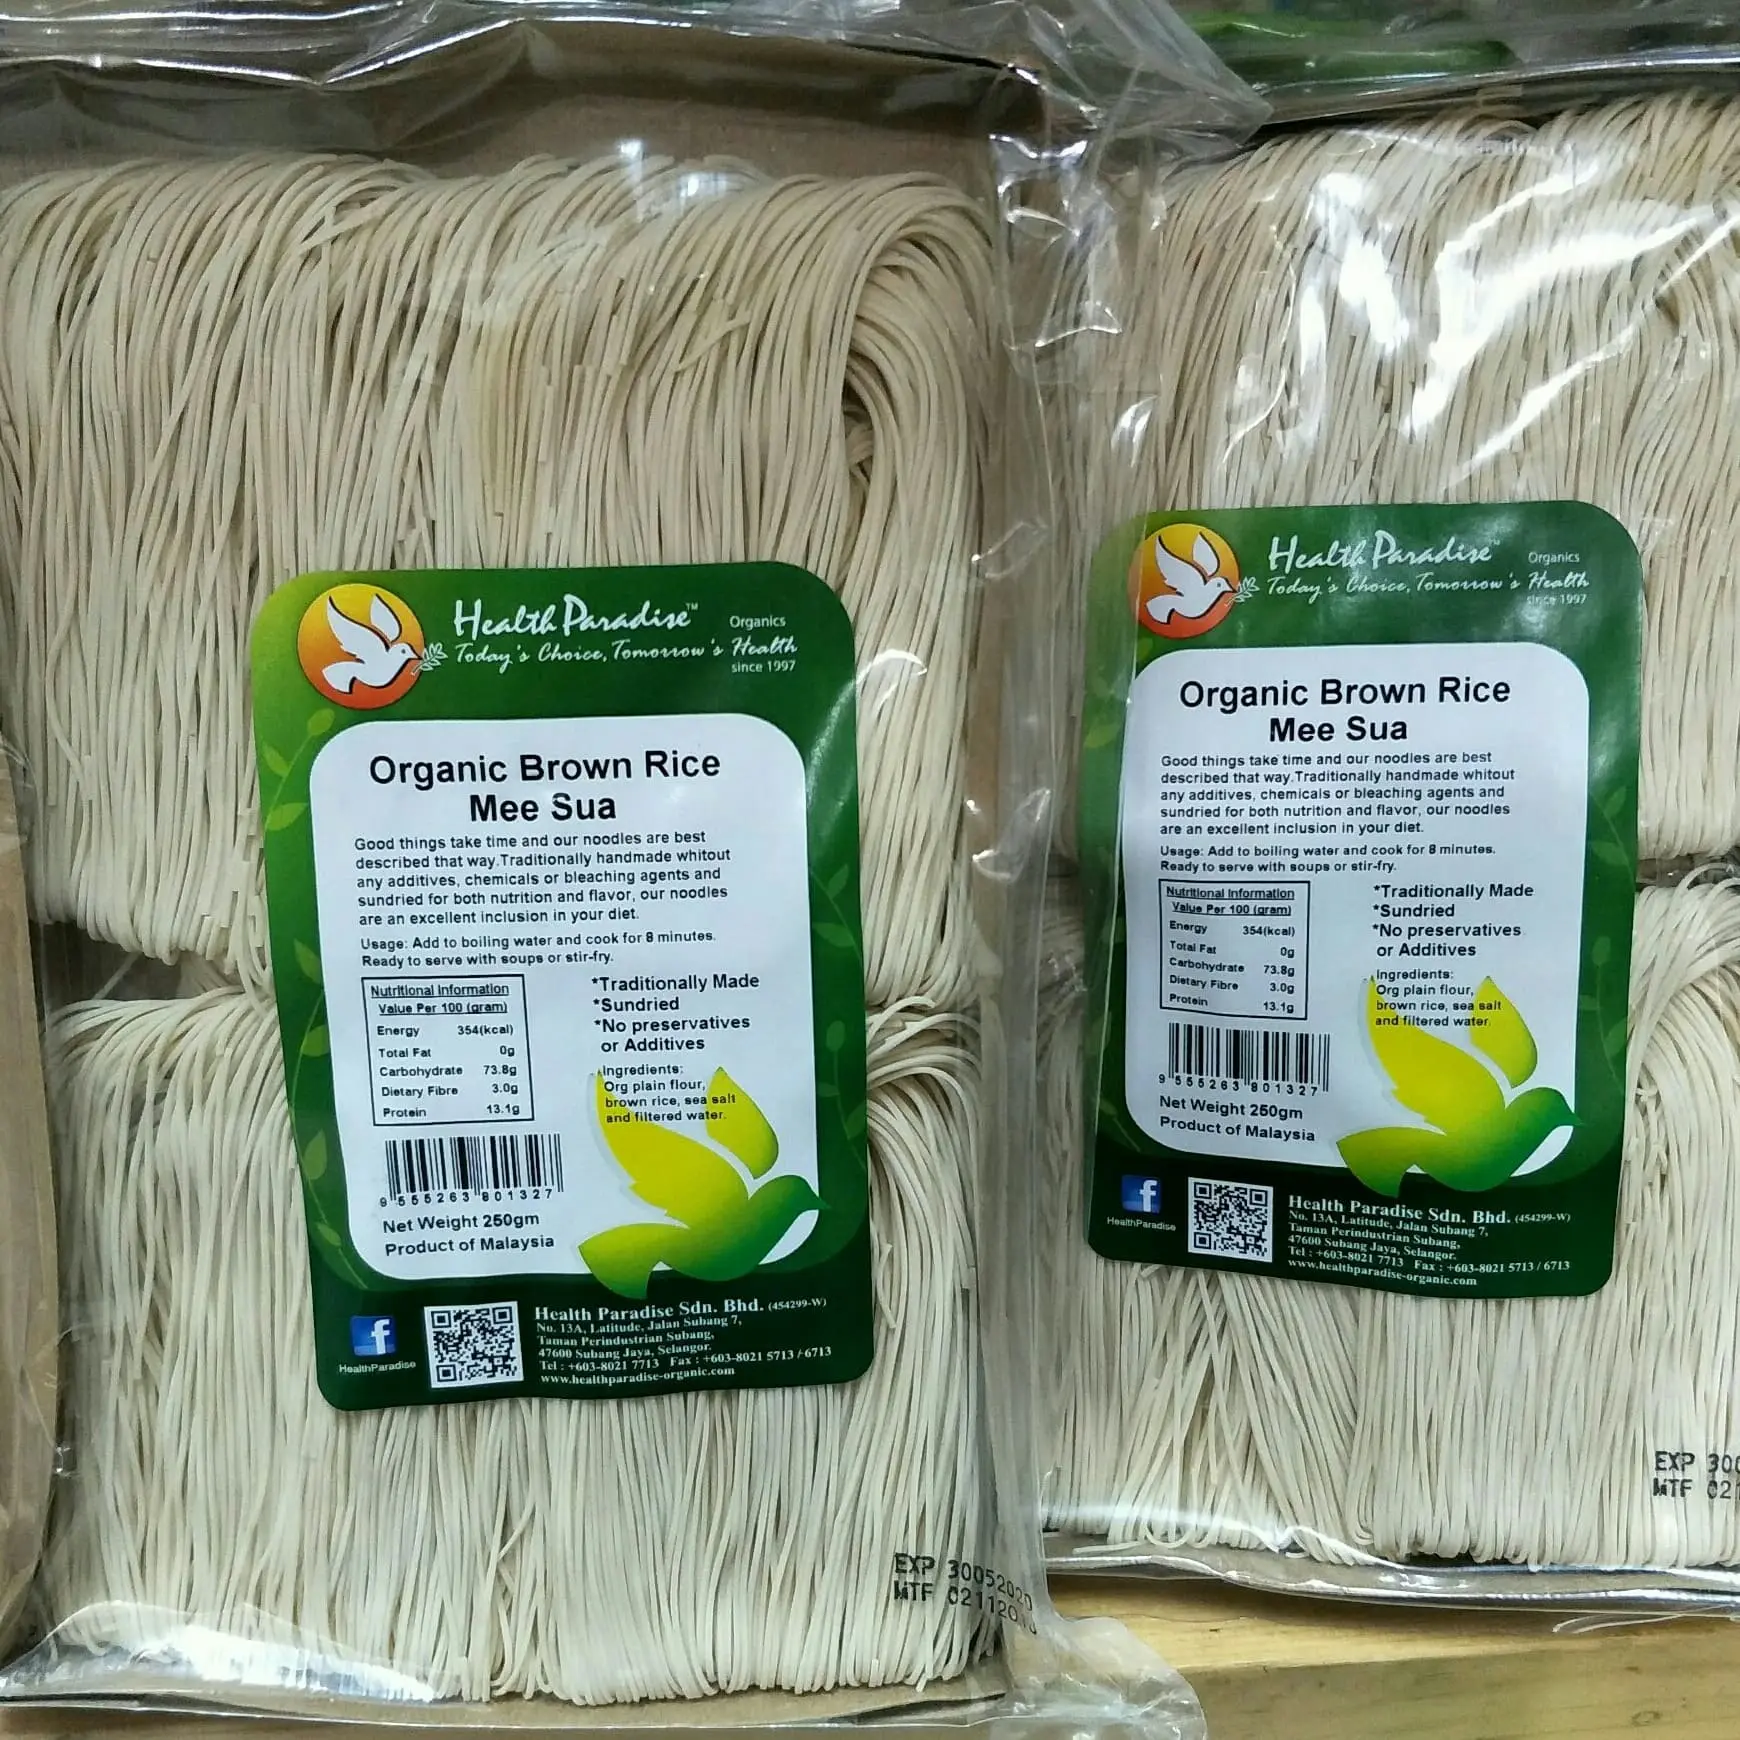 Health Paradise™ Organics
Today's Choice, Tomorrow's Health
since 1997
Organic Brown Rice
Mee Sua
Good things take time and our noodles are best
described that way.Traditionally handmade whitout
any additives, chemicals or bleaching agents and
sundried for both nutrition and flavor, our noodles
are an excellent inclusion in your diet.
Usage: Add to boiling water and cook for 8 minutes.
Ready to serve with soups or stir-fry.
Nutritional Information
Value Per 100 (gram)
Energy 354(kcal)
Total Fat 0g
Carbohydrate 73.8g
Dietary Fibre 3.0g
Protein 13.1g
*Traditionally Made
*Sundried
*No preservatives
or Additives
Ingredients:
Org plain flour,
brown rice, sea salt
and filtered water.
9 555263 801327
Net Weight 250gm
Product of Malaysia
f
HealthParadise
Health Paradise Sdn. Bhd. (454299-W)
No. 13A, Latitude, Jalan Subang 7,
Taman Perindustrian Subang,
47600 Subang Jaya, Selangor.
Tel : +603-8021 7713 Fax : +603-8021 5713 / 6713
www.healthparadise-organic.com
EXP 30052020
MTF
Health Paradise™ Organics
Today's Choice, Tomorrow's Health
since 1997
Organic Brown Rice
Mee Sua
Good things take time and our noodles are best
described that way.Traditionally handmade whitout
any additives, chemicals or bleaching agents and
sundried for both nutrition and flavor, our noodles
are an excellent inclusion in your diet.
Usage: Add to boiling water and cook for 8 minutes.
Ready to serve with soups or stir-fry.
Nutritional Information
Value Per 100 (gram)
Energy 354(kcal)
Total Fat 0g
Carbohydrate 73.8g
Dietary Fibre 3.0g
Protein 13.1g
*Traditionally Made
*Sundried
*No preservatives
or Additives
Ingredients:
Org plain flour,
brown rice, sea salt
and filtered water.
9 555263 801327
Net Weight 250gm
Product of Malaysia
f
HealthParadise
Health Paradise Sdn. Bhd. (454299-W)
No. 13A, Latitude, Jalan Subang 7,
Taman Perindustrian Subang,
47600 Subang Jaya, Selangor.
Tel : +603-8021 7713 Fax : +603-8021 5713 / 6713
www.healthparadise-organic.com
EXP
MTF